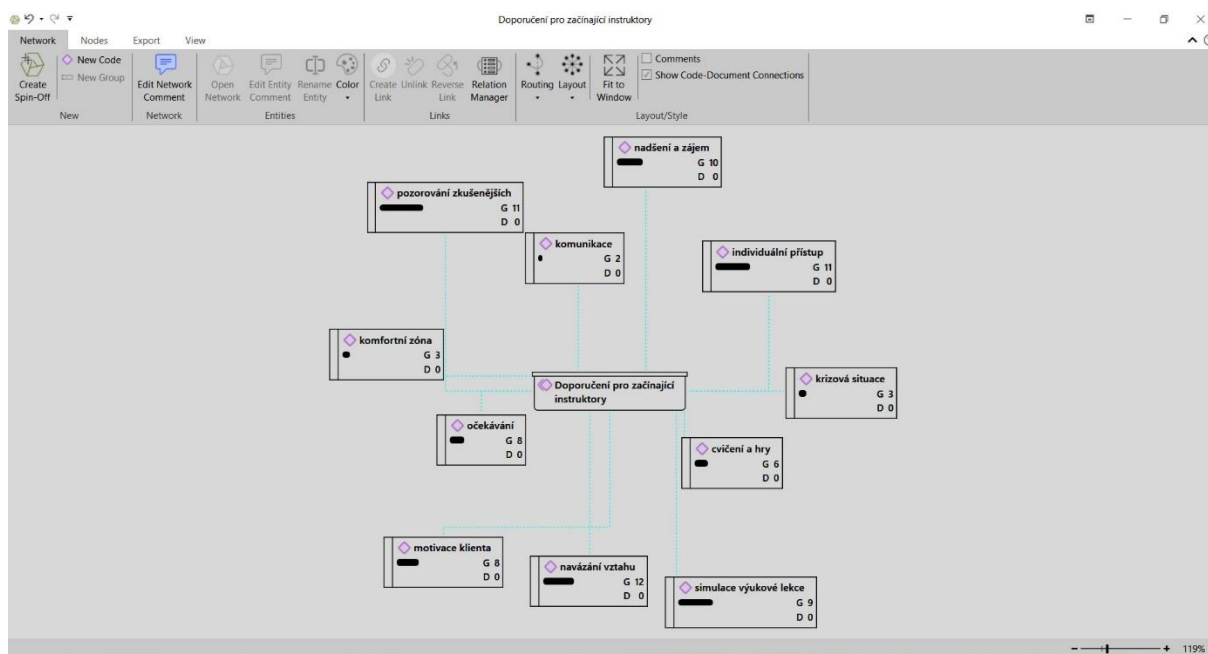 Doporučení pro začínající instruktory
Network Nodes Export View
Create Spin-Off
New Code
New Group
New
Edit Network Comment
Network
Open Network
Edit Entity Comment
Rename Entity
Color
Entities
Create Link
Unlink
Reverse Link
Relation Manager
Links
Routing
Layout
Fit to Window
Comments
Show Code-Document Connections
Layout/Style
nadšení a zájem
G 10
D 0
pozorování zkušenějších
G 11
D 0
komunikace
G 2
D 0
individuální přístup
G 11
D 0
komfortní zóna
G 3
D 0
Doporučení pro začínající
instruktory
krizová situace
G 3
D 0
očekávání
G 8
D 0
cvičení a hry
G 6
D 0
motivace klienta
G 8
D 0
navázání vztahu
G 12
D 0
simulace výukové lekce
G 9
D 0
119%